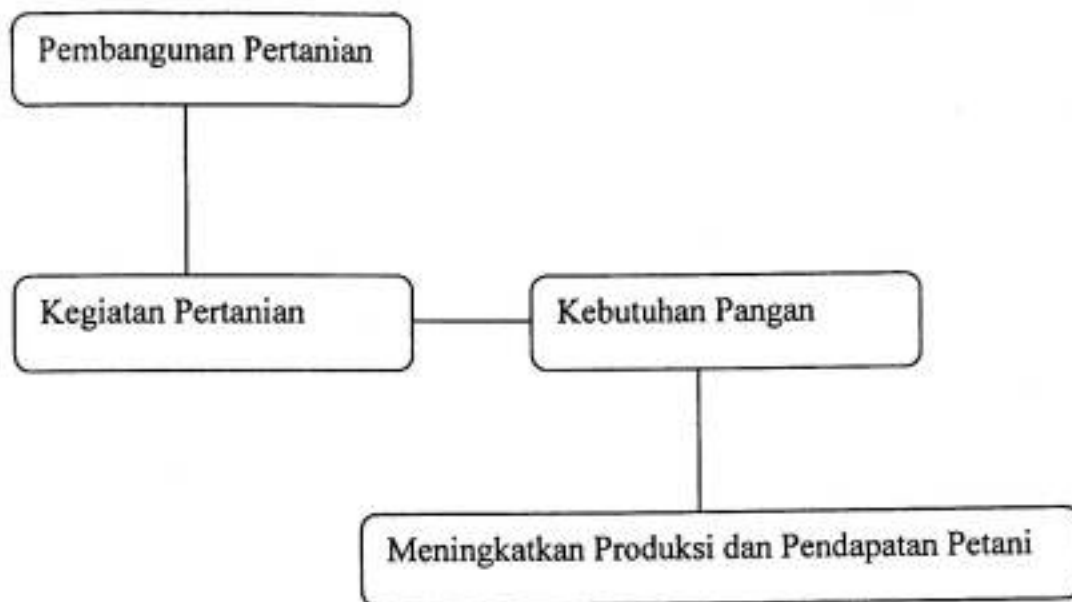 Pembangunan Pertanian
Kegiatan Pertanian
Kebutuhan Pangan
Meningkatkan Produksi dan Pendapatan Petani